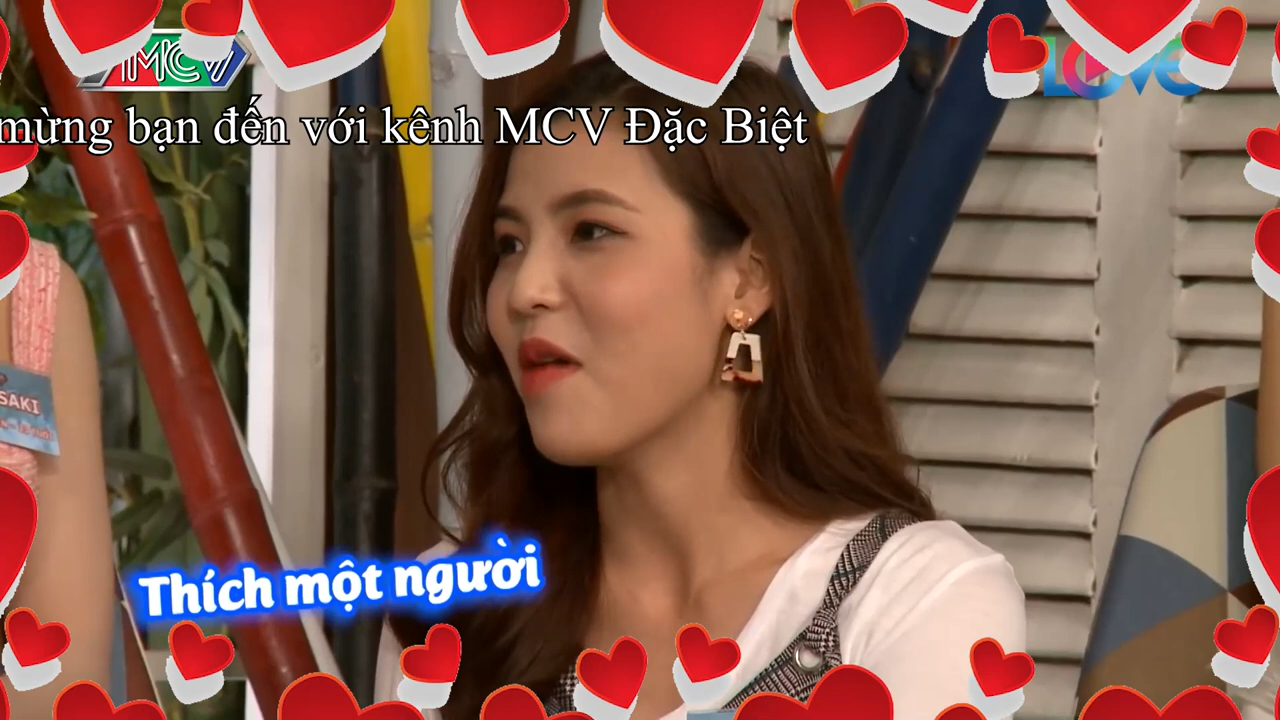 MCV
LOVE
mừng bạn đến với kênh MCV Đặc Biệt
SAKI
Thích một người